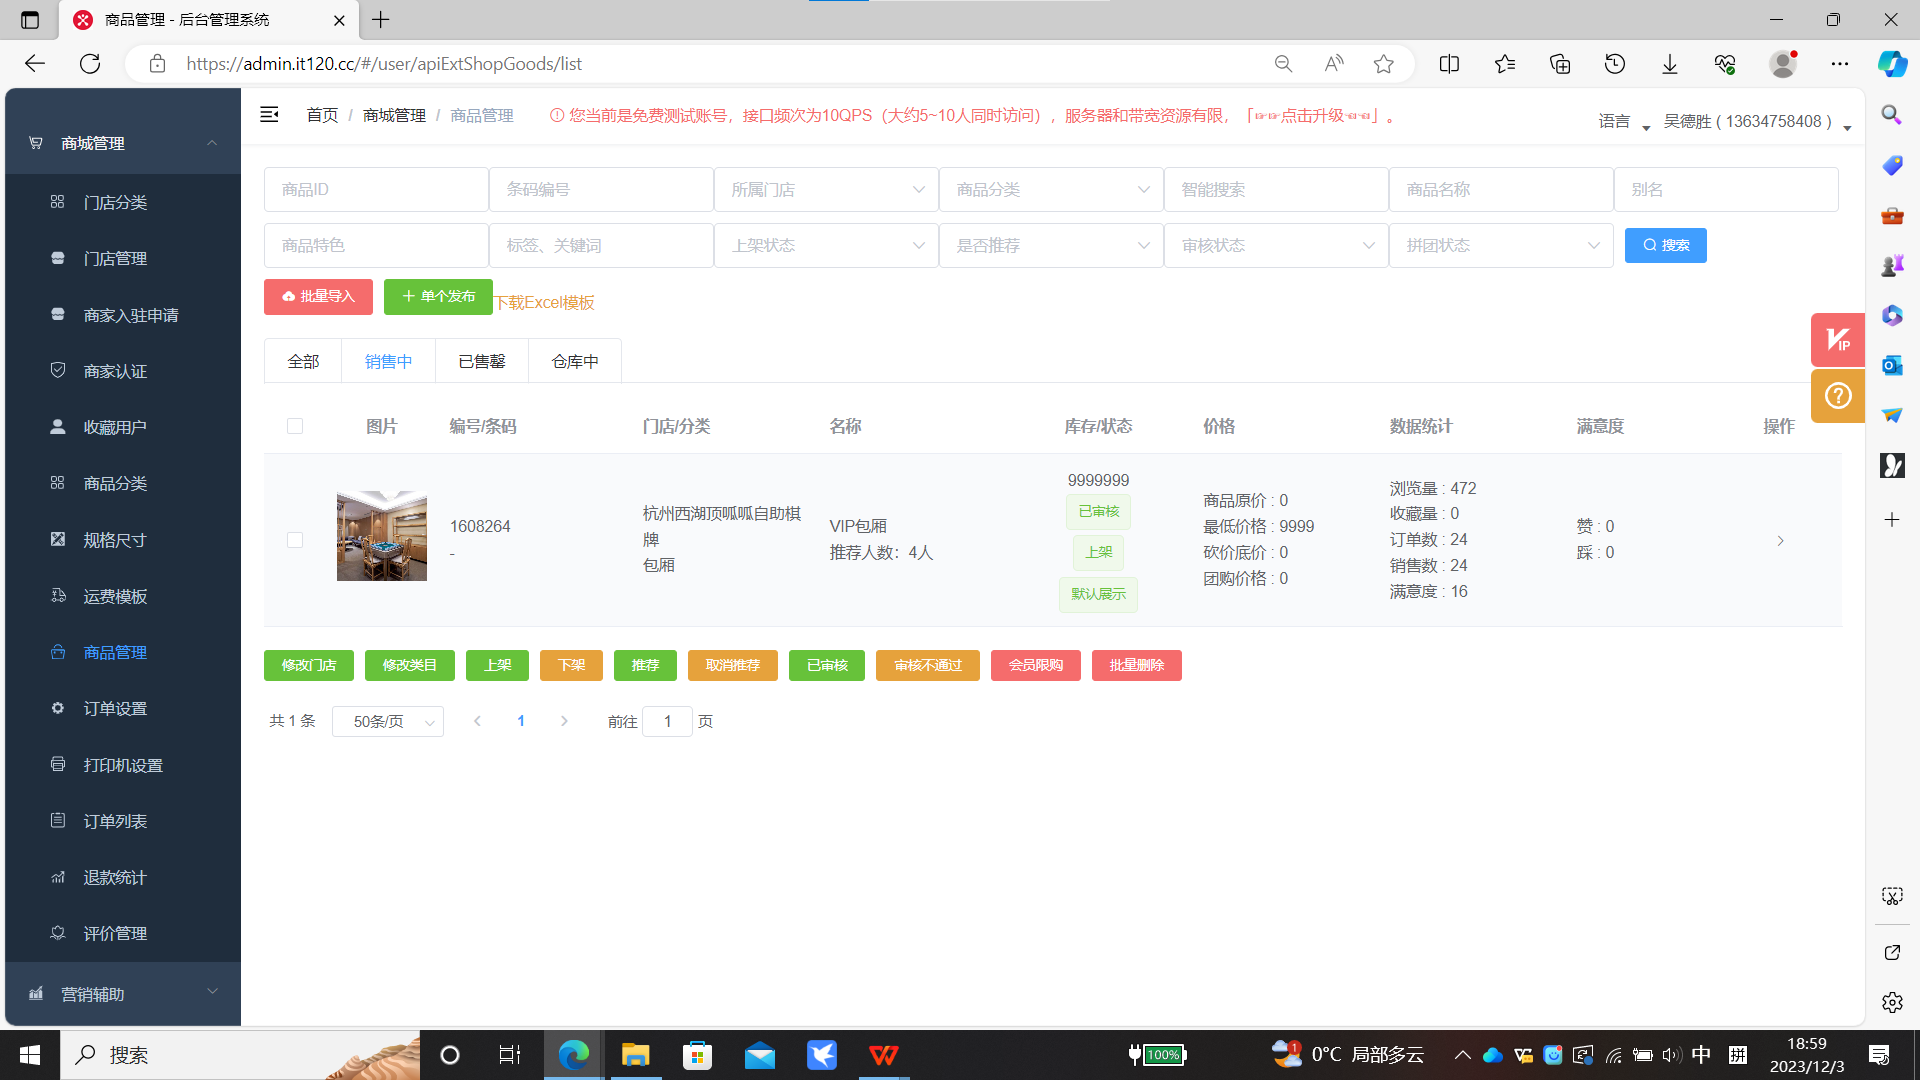 商品管理 - 后台管理系统
https://admin.it120.cc/#/user/apiExtShopGoods/list
商城管理
门店分类
门店管理
商家入驻申请
商家认证
收藏用户
商品分类
规格尺寸
运费模板
商品管理
订单设置
打印机设置
订单列表
退款统计
评价管理
营销辅助
首页 / 商城管理 / 商品管理
您当前是免费测试账号，接口频次为10QPS（大约5~10人同时访问），服务器和带宽资源有限，「☞☞点击升级☜☜」。
语言 吴德胜 ( 13634758408 )
商品ID 条码编号 所属门店 商品分类 智能搜索 商品名称 别名
商品特色 标签、关键词 上架状态 是否推荐 审核状态 拼团状态 搜索
批量导入 单个发布 下载Excel模板
VIP
全部 销售中 已售罄 仓库中
图片 编号/条码 门店/分类 名称 库存/状态 价格 数据统计 满意度 操作
1608264
-
杭州西湖顶呱呱自助棋
牌
包厢
VIP包厢
推荐人数：4人
9999999
已审核
上架
默认展示
商品原价 : 0
最低价格 : 9999
砍价底价 : 0
团购价格 : 0
浏览量 : 472
收藏量 : 0
订单数 : 24
销售数 : 24
满意度 : 16
赞 : 0
踩 : 0
修改门店 修改类目 上架 下架 推荐 取消推荐 已审核 审核不通过 会员限购 批量删除
共 1 条 50条/页 1 前往 1 页
搜索
100%
1
0°C 局部多云
中
拼
18:59
2023/12/3